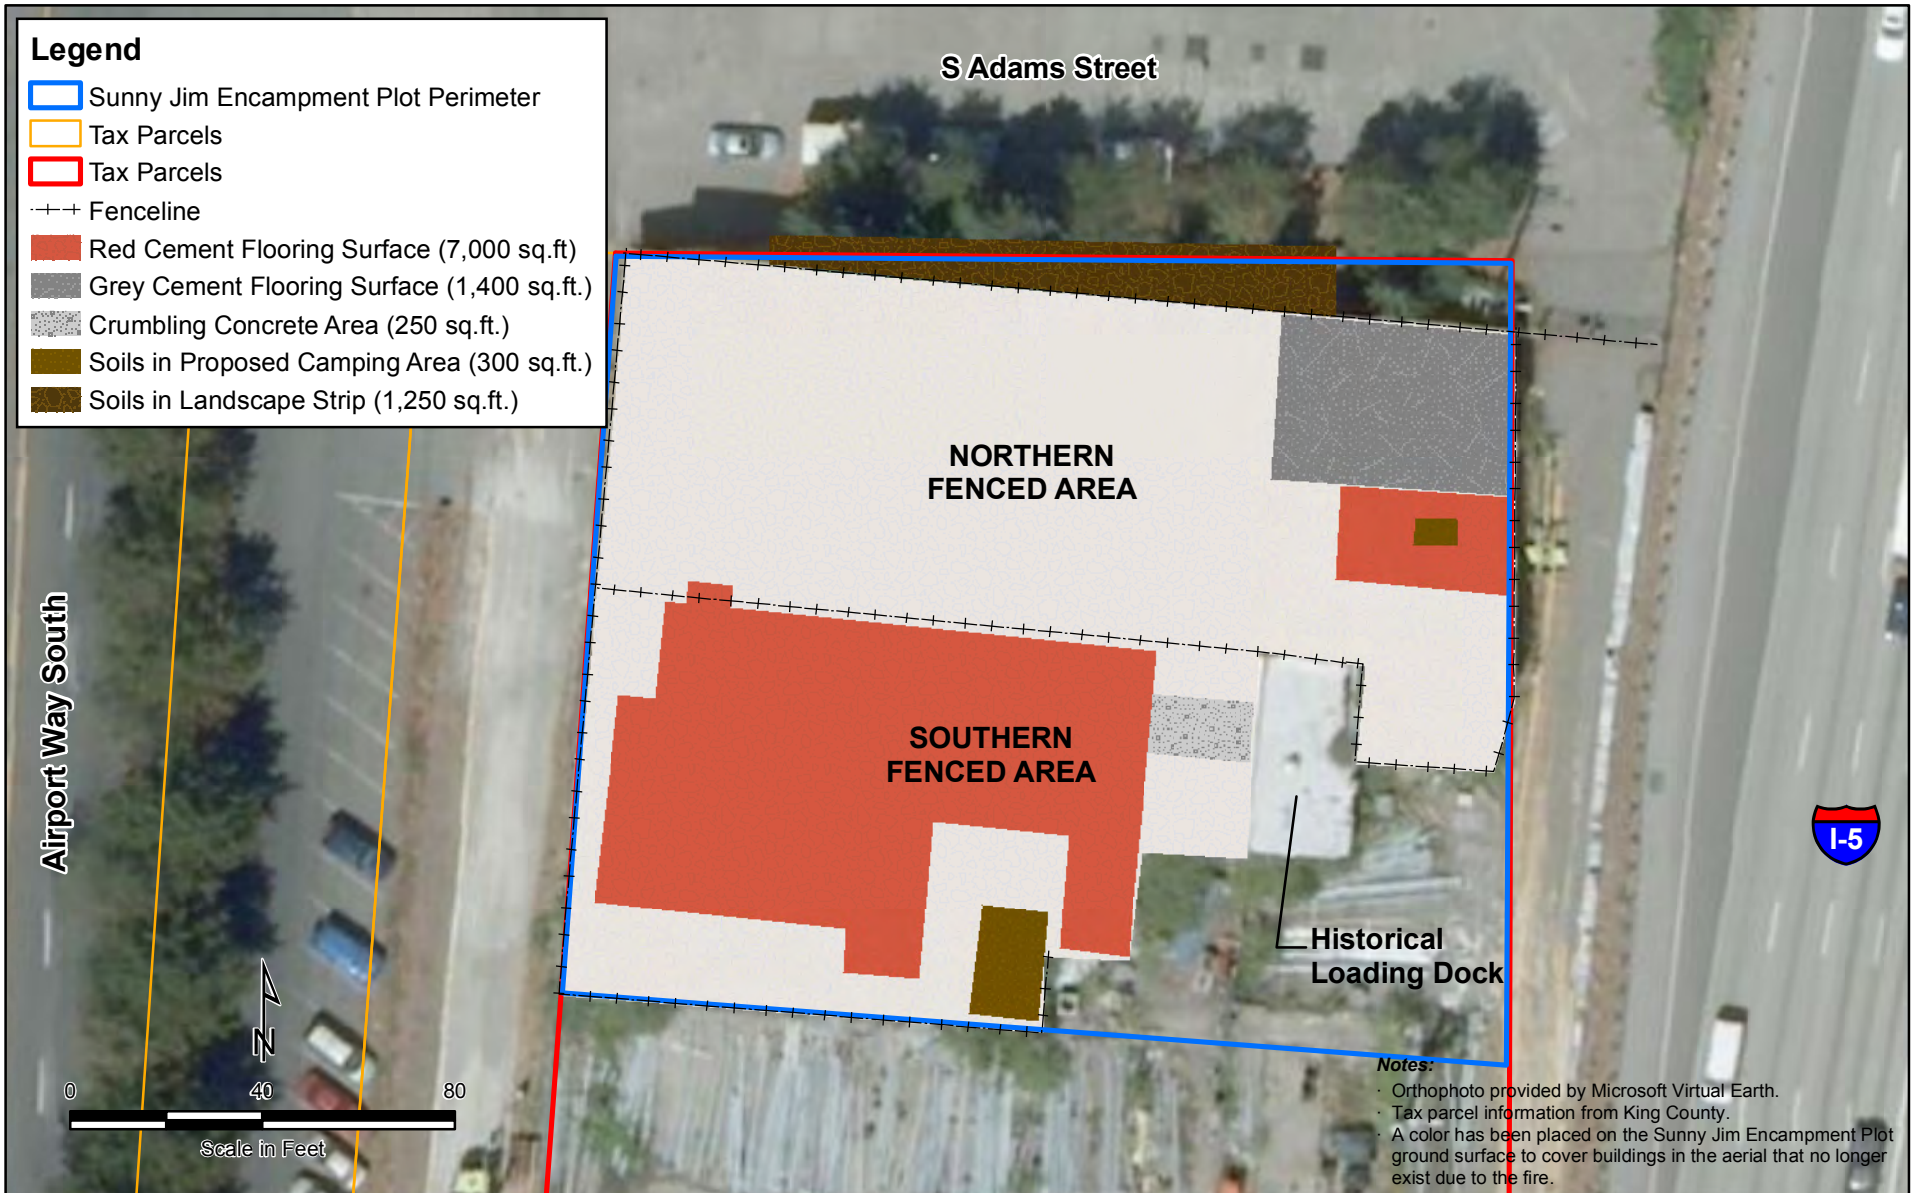 Legend
Sunny Jim Encampment Plot Perimeter
Tax Parcels
Tax Parcels
Fenceline
Red Cement Flooring Surface (7,000 sq.ft)
Grey Cement Flooring Surface (1,400 sq.ft.)
Crumbling Concrete Area (250 sq.ft.)
Soils in Proposed Camping Area (300 sq.ft.)
Soils in Landscape Strip (1,250 sq.ft.)
S Adams Street
NORTHERN
FENCED AREA
Airport Way South
SOUTHERN
FENCED AREA
I-5
Historical
Loading Dock
N
0 40 80
Scale in Feet
Notes:
· Orthophoto provided by Microsoft Virtual Earth.
· Tax parcel information from King County.
· A color has been placed on the Sunny Jim Encampment Plot
ground surface to cover buildings in the aerial that no longer
exist due to the fire.